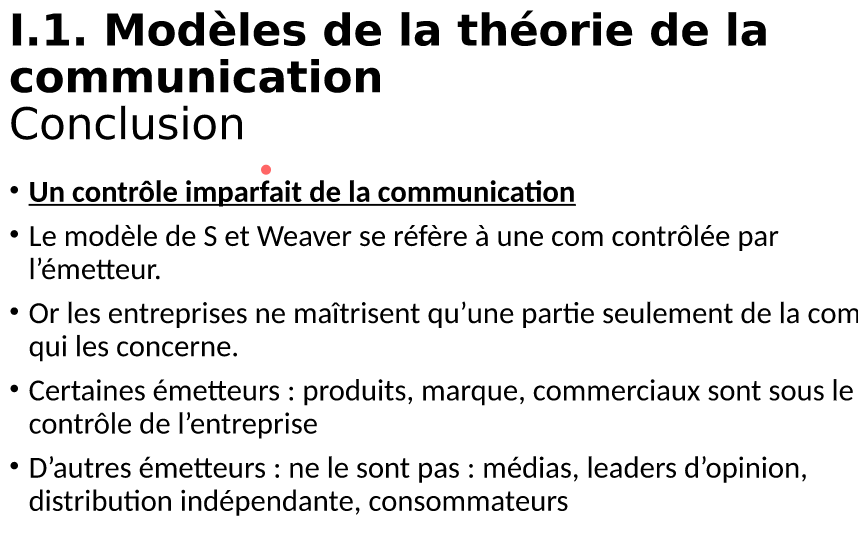 I.1. Modèles de la théorie de la
communication
Conclusion
• Un contrôle imparfait de la communication
• Le modèle de S et Weaver se réfère à une com contrôlée par
l’émetteur.
• Or les entreprises ne maîtrisent qu’une partie seulement de la com
qui les concerne.
• Certaines émetteurs : produits, marque, commerciaux sont sous le
contrôle de l’entreprise
• D’autres émetteurs : ne le sont pas : médias, leaders d’opinion,
distribution indépendante, consommateurs